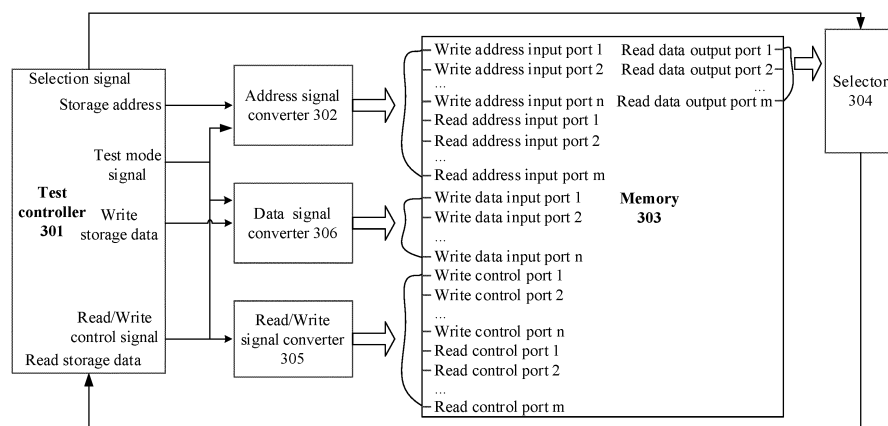 Selection signal
Storage address
Test mode
signal
Test
controller
301
Write
storage data
Read/Write
control signal
Read storage data
Address signal
converter 302
Data signal
converter 306
Read/Write
signal converter
305
Write address input port 1
Write address input port 2
...
Write address input port n
Read address input port 1
Read address input port 2
...
Read address input port m
Write data input port 1
Write data input port 2
...
Write data input port n
Write control port 1
Write control port 2
...
Write control port n
Read control port 1
Read control port 2
...
Read control port m
Read data output port 1
Read data output port 2
...
Read data output port m
Memory
303
Selector
304